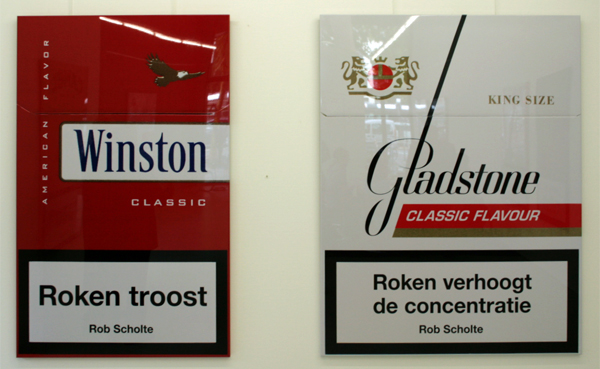 AMERICAN FLAVOR
Winston
CLASSIC
Roken troost
Rob Scholte
KING SIZE
Gladstone
CLASSIC FLAVOUR
Roken verhoogt
de concentratie
Rob Scholte